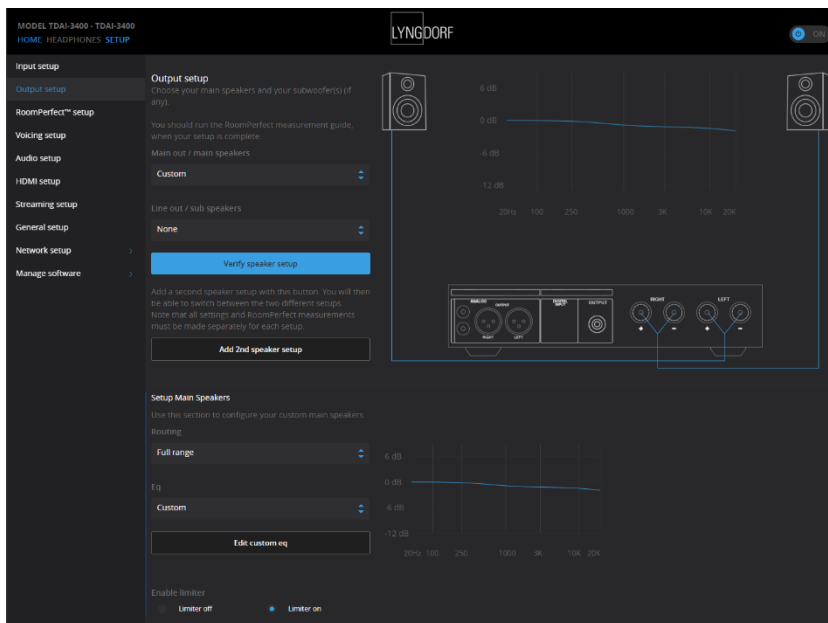 MODEL TDAI-3400 - TDAI-3400
HOME HEADPHONES SETUP
LYNGDORF
ON
Input setup
Output setup
RoomPerfect™ setup
Voicing setup
Audio setup
HDMI setup
Streaming setup
General setup
Network setup
Manage software
Output setup
Choose your main speakers and your subwoofer(s) (if
any).
You should run the RoomPerfect measurement guide,
when your setup is complete.
Main out / main speakers
Custom
Line out / sub speakers
None
Verify speaker setup
Add a second speaker setup with this button. You will then
be able to switch between the two different setups.
Note that all settings and RoomPerfect measurements
must be made separately for each setup.
Add 2nd speaker setup
6 dB
0 dB
-6 dB
-12 dB
20Hz 100 250 1000 3K 10K 20K
ANALOG
OUTPUT
RIGHT LEFT
DIGITAL
INPUT
OUTPUT
RIGHT LEFT
+ - + -
Setup Main Speakers
Use this section to configure your custom main speakers
Routing
Full range
Eq
Custom
Edit custom eq
6 dB
0 dB
-6 dB
-12 dB
20Hz 100 250 1000 3K 10K 20K
Enable limiter
Limiter off Limiter on